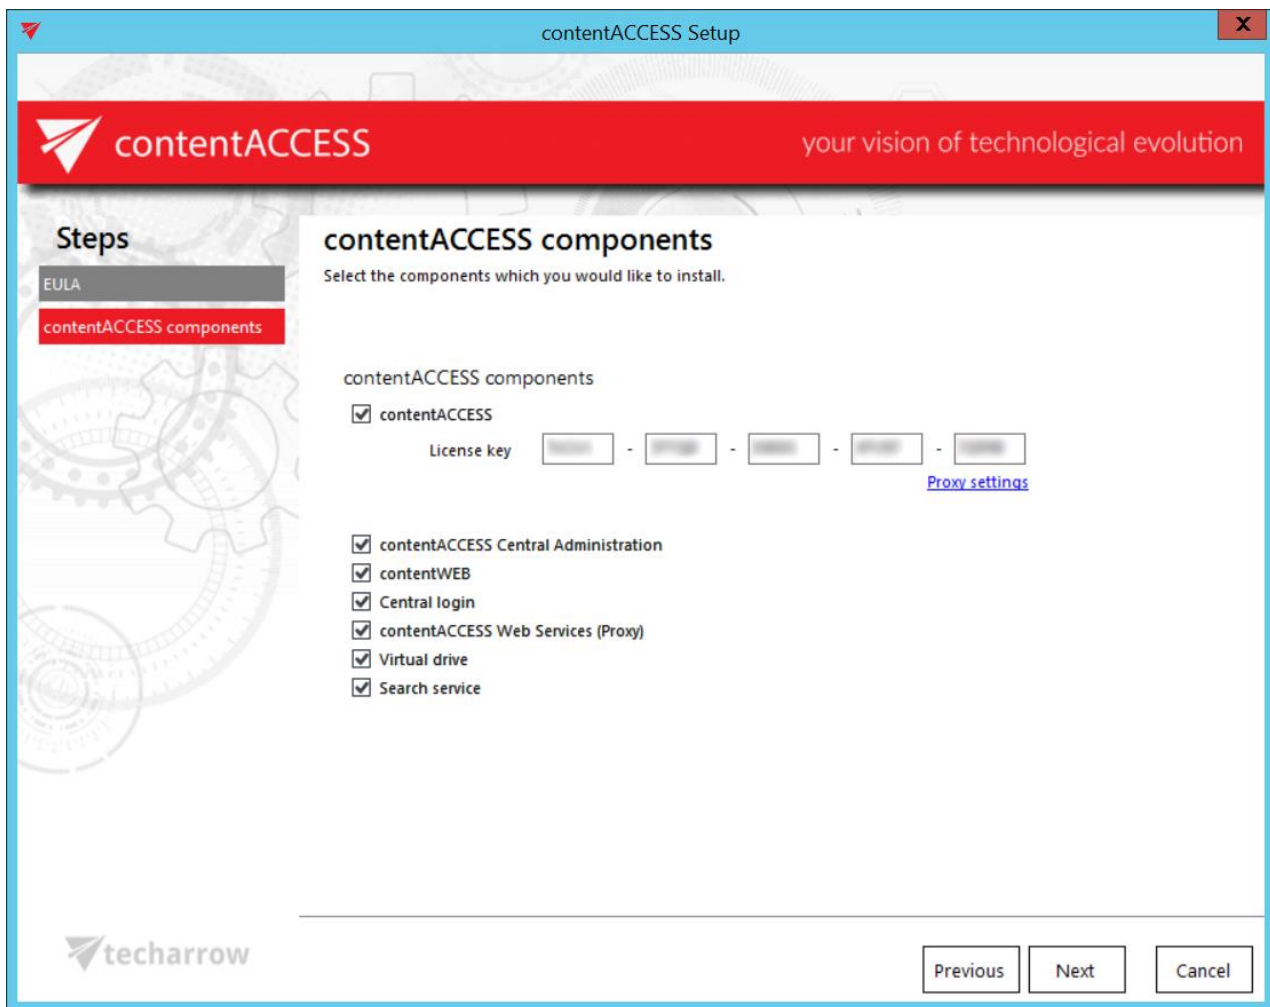 contentACCESS Setup
X
contentACCESS
your vision of technological evolution
Steps
EULA
contentACCESS components
contentACCESS components
Select the components which you would like to install.
contentACCESS components
contentACCESS
License key - - - -
Proxy settings
contentACCESS Central Administration
contentWEB
Central login
contentACCESS Web Services (Proxy)
Virtual drive
Search service
techarrow
Previous Next Cancel